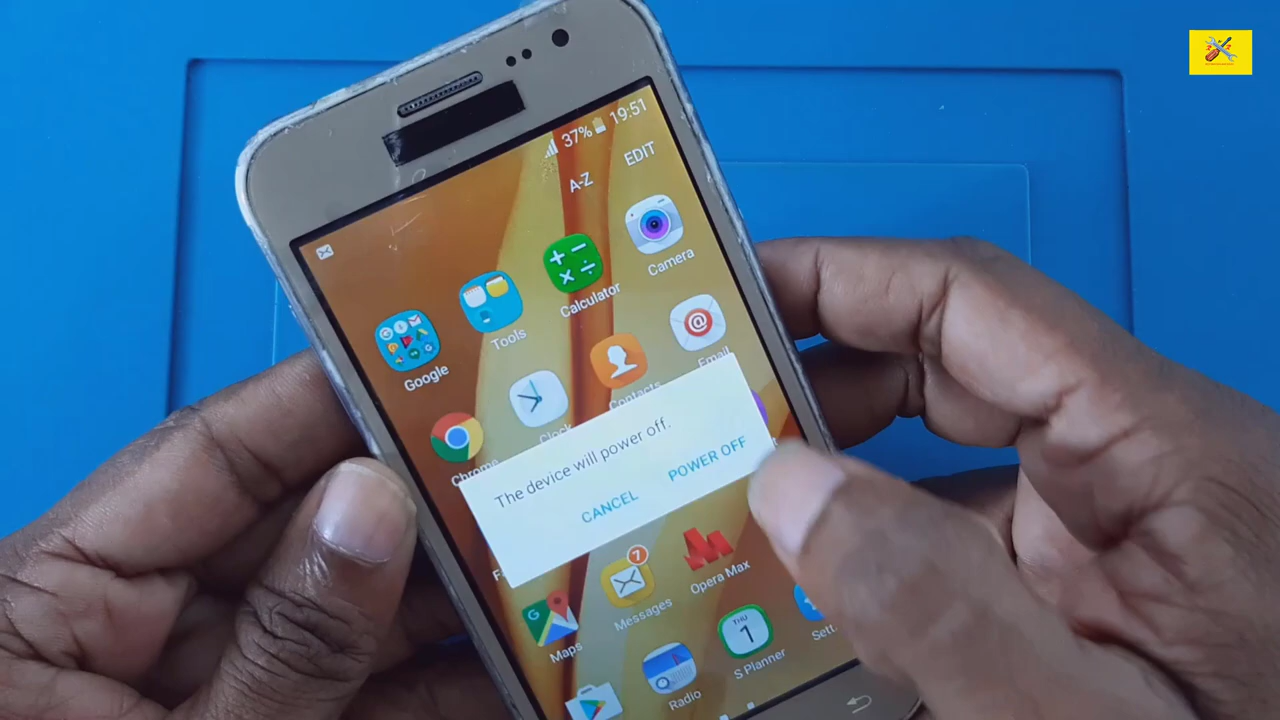 37% 19:51
A-Z EDIT
Google
Tools
Calculator
Camera
Chrome
Clock
Contacts
Email
The device will power off.
CANCEL POWER OFF
Maps
G
7
Messages
Opera Max
Radio
THU
1
S Planner